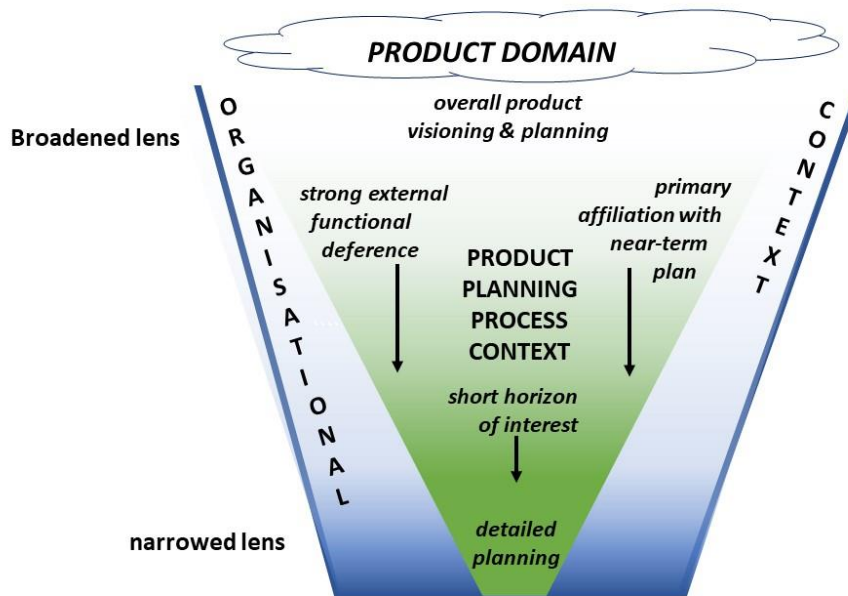 PRODUCT DOMAIN
overall product
visioning & planning
Broadened lens
ORGANISATIONAL
CONTEXT
strong external
functional
deference
primary
affiliation with
near-term
plan
PRODUCT
PLANNING
PROCESS
CONTEXT
short horizon
of interest
detailed
planning
narrowed lens